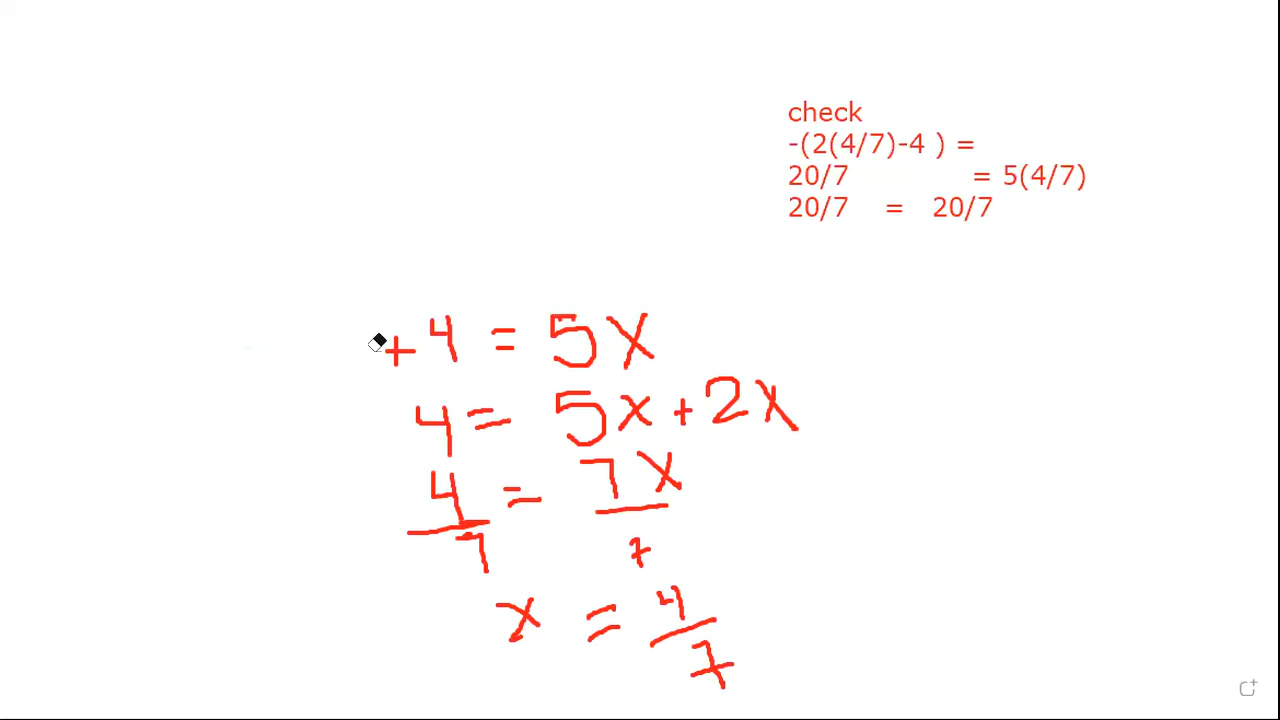 check
-(2(4/7)-4 ) =
20/7 = 5(4/7)
20/7 = 20/7
+ 4 = 5x
4 = 5x + 2x
4/7 = 7x/7
x = 4/7